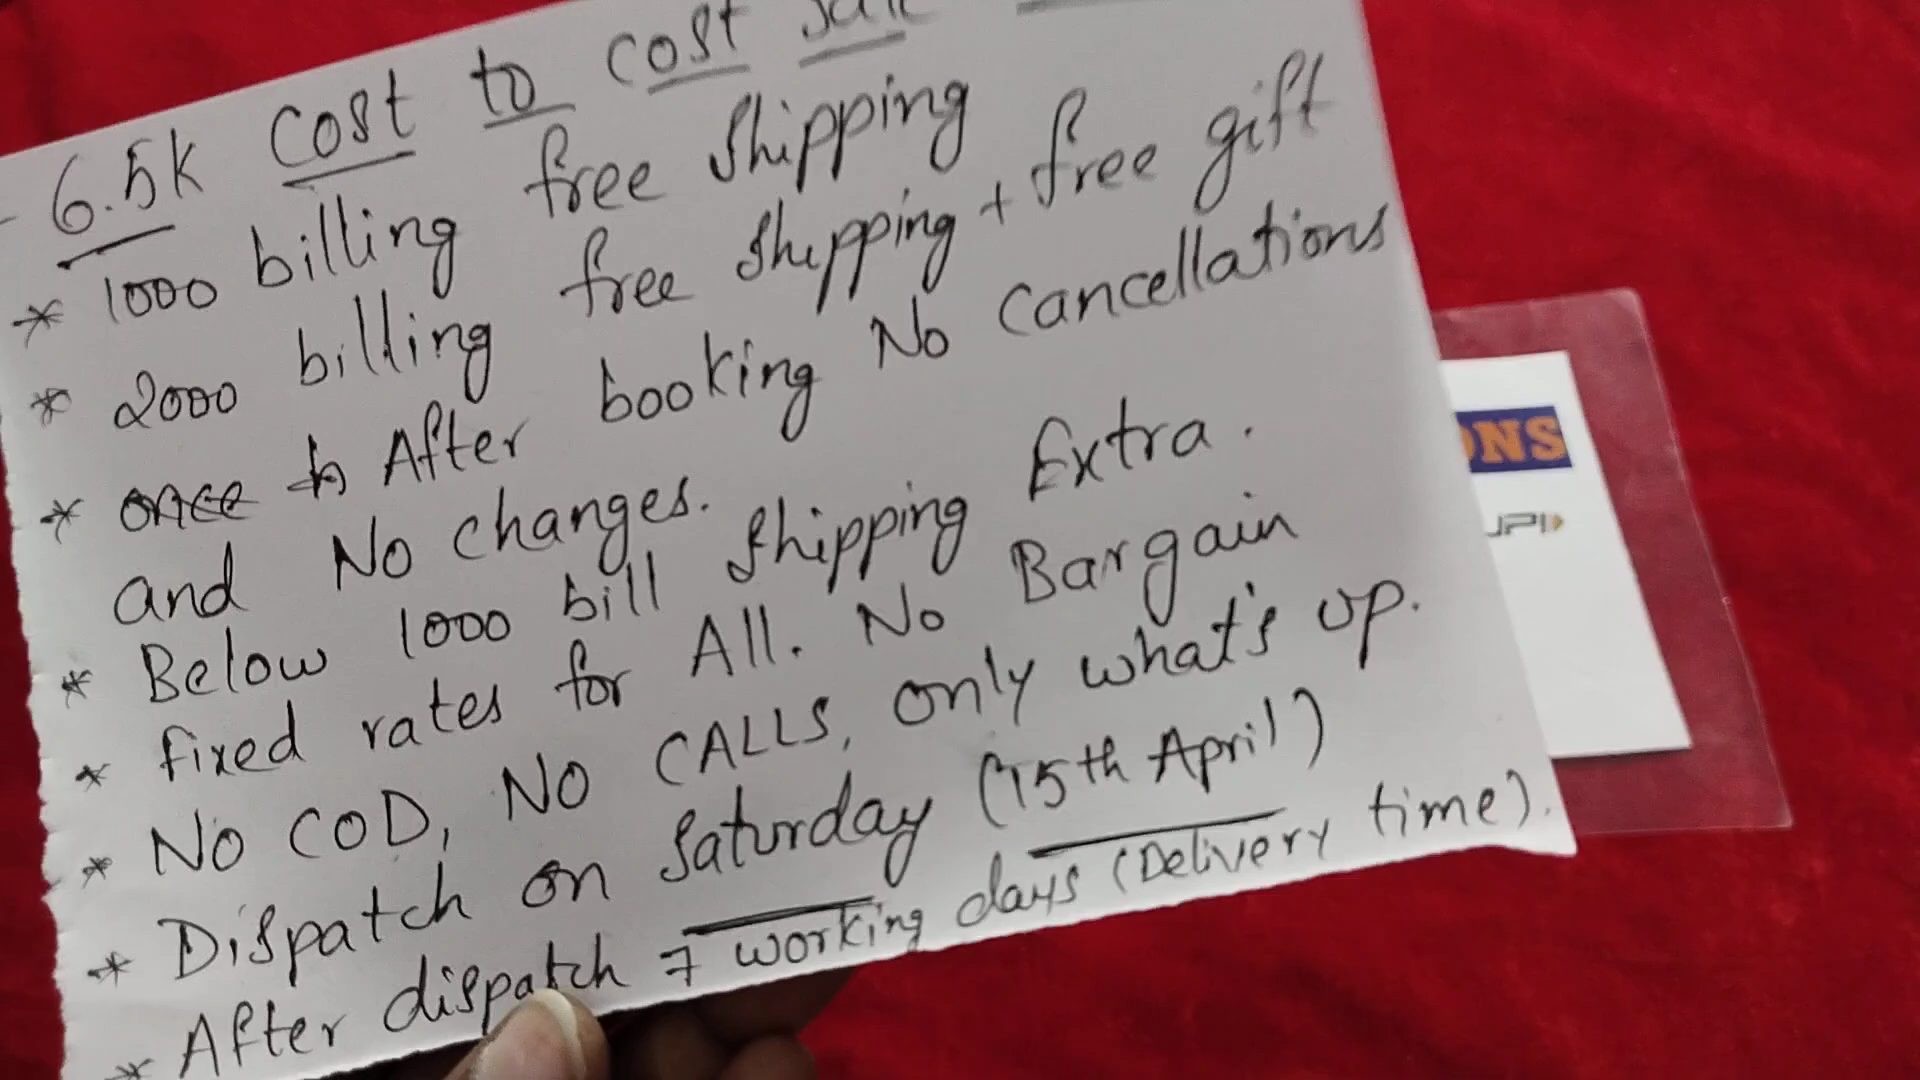 6.5k cost to cost sale
* 1000 billing free shipping
* 2000 billing free shipping + free gift
* After booking No cancellations
and No changes.
* Below 1000 bill shipping Extra.
* fixed rates for All. No Bargain
* NO COD, NO CALLS, only what's up.
* Dispatch on Saturday (15th April)
* After dispatch 7 working days (Delivery time).
ONS
UPI